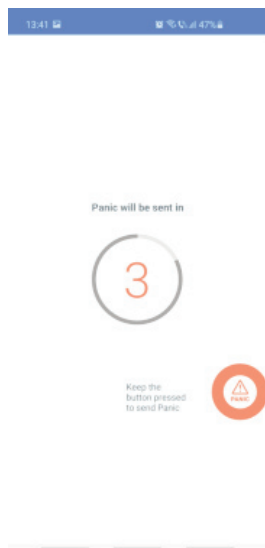 13:41
47%
Panic will be sent in
3
Keep the
button pressed
to send Panic
PANIC